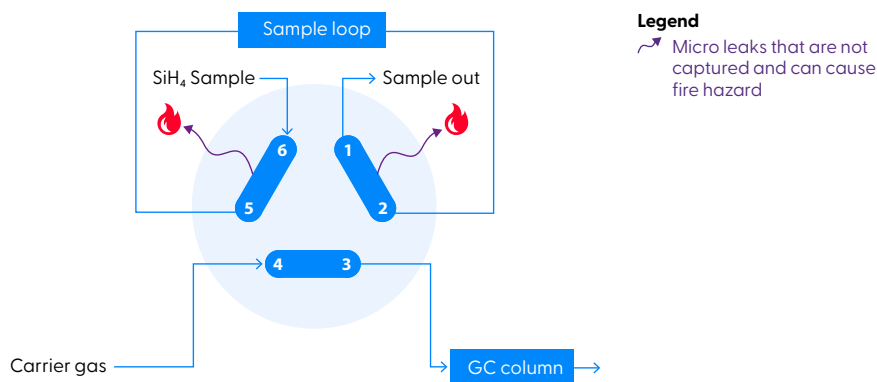 Sample loop
Legend
Micro leaks that are not
captured and can cause
fire hazard
SiH₄ Sample
Sample out
6
1
5
2
4
3
Carrier gas
GC column